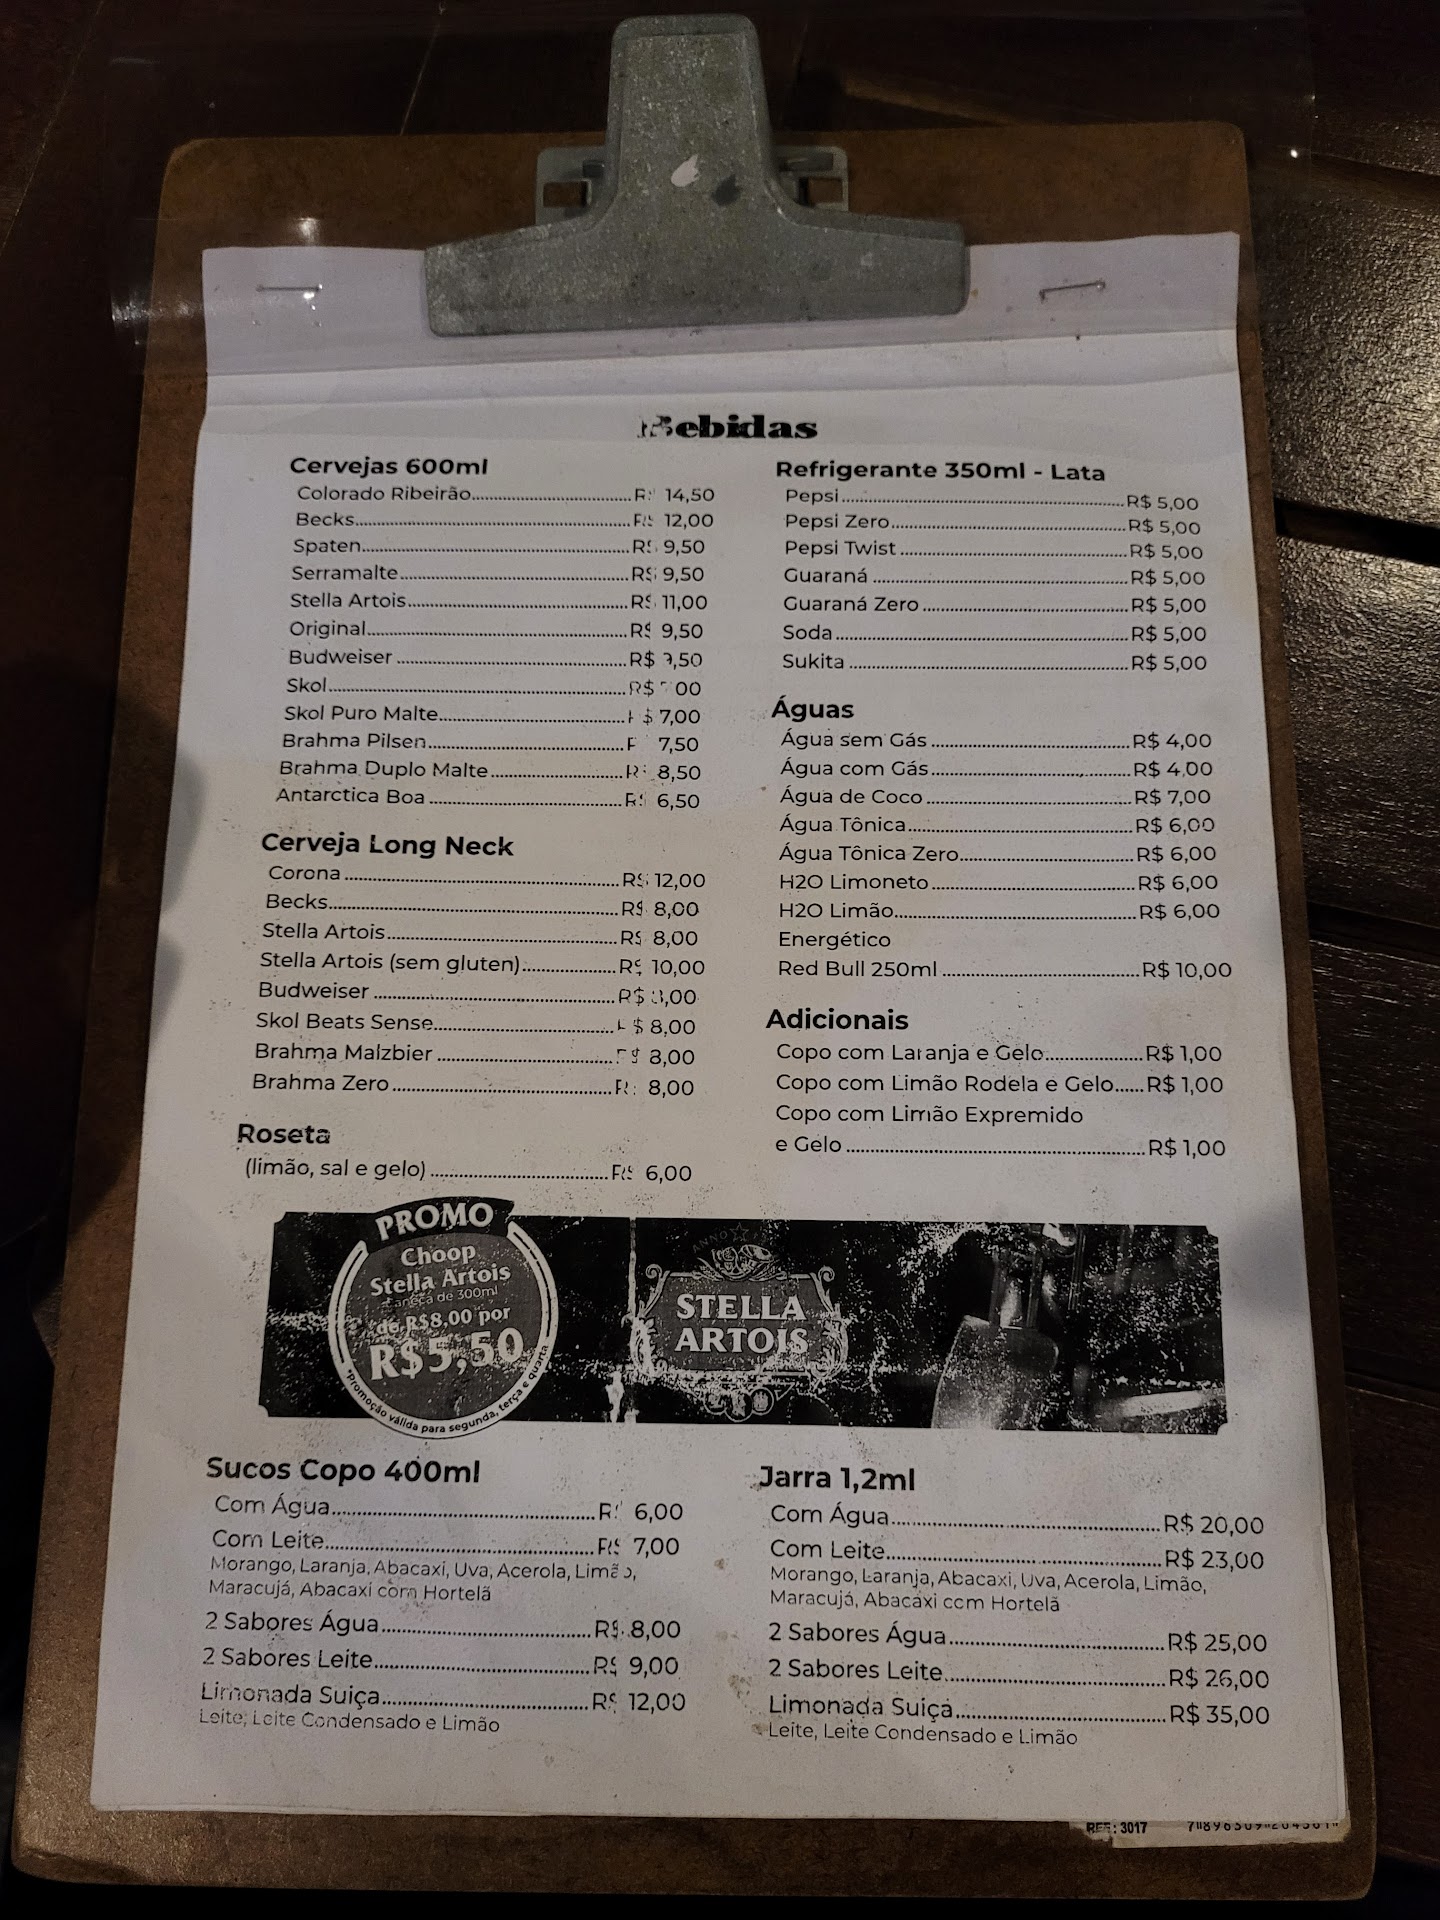 Bebidas
Cervejas 600ml
Colorado Ribeirão R$ 14,50
Becks R$ 12,00
Spaten R$ 9,50
Serramalte R$ 9,50
Stella Artois R$ 11,00
Original R$ 9,50
Budweiser R$ ,50
Skol R$ 00
Skol Puro Malte R$ 7,00
Brahma Pilsen 7,50
Brahma Duplo Malte R$ 8,50
Antarctica Boa R$ 6,50
Cerveja Long Neck
Corona R$ 12,00
Becks R$ 8,00
Stella Artois R$ 8,00
Stella Artois (sem gluten) R$ 10,00
Budweiser R$ ,00
Skol Beats Sense R$ 8,00
Brahma Malzbier R$ 8,00
Brahma Zero R$ 8,00
Roseta
(limão, sal e gelo) R$ 6,00
Refrigerante 350ml - Lata
Pepsi R$ 5,00
Pepsi Zero R$ 5,00
Pepsi Twist R$ 5,00
Guaraná R$ 5,00
Guaraná Zero R$ 5,00
Soda R$ 5,00
Sukita R$ 5,00
Águas
Água sem Gás R$ 4,00
Água com Gás R$ 4,00
Água de Coco R$ 7,00
Água Tônica R$ 6,00
Água Tônica Zero R$ 6,00
H2O Limoneto R$ 6,00
H2O Limão R$ 6,00
Energético
Red Bull 250ml R$ 10,00
Adicionais
Copo com Laranja e Gelo R$ 1,00
Copo com Limão Rodela e Gelo R$ 1,00
Copo com Limão Expremido
e Gelo R$ 1,00
PROMO
Choop
Stella Artois
Caneca de 300ml
de R$8,00 por
R$5,50
*Promoção válida para segunda, terça e quarta
ANNO
STELLA
ARTOIS
Sucos Copo 400ml
Com Água R$ 6,00
Com Leite R$ 7,00
Morango, Laranja, Abacaxi, Uva, Acerola, Limão,
Maracujá, Abacaxi com Hortelã
2 Sabores Água R$ 8,00
2 Sabores Leite R$ 9,00
Limonada Suiça R$ 12,00
Leite, Leite Condensado e Limão
Jarra 1,2ml
Com Água R$ 20,00
Com Leite R$ 23,00
Morango, Laranja, Abacaxi, Uva, Acerola, Limão,
Maracujá, Abacaxi com Hortelã
2 Sabores Água R$ 25,00
2 Sabores Leite R$ 26,00
Limonada Suiça R$ 35,00
Leite, Leite Condensado e Limão
REF: 3017